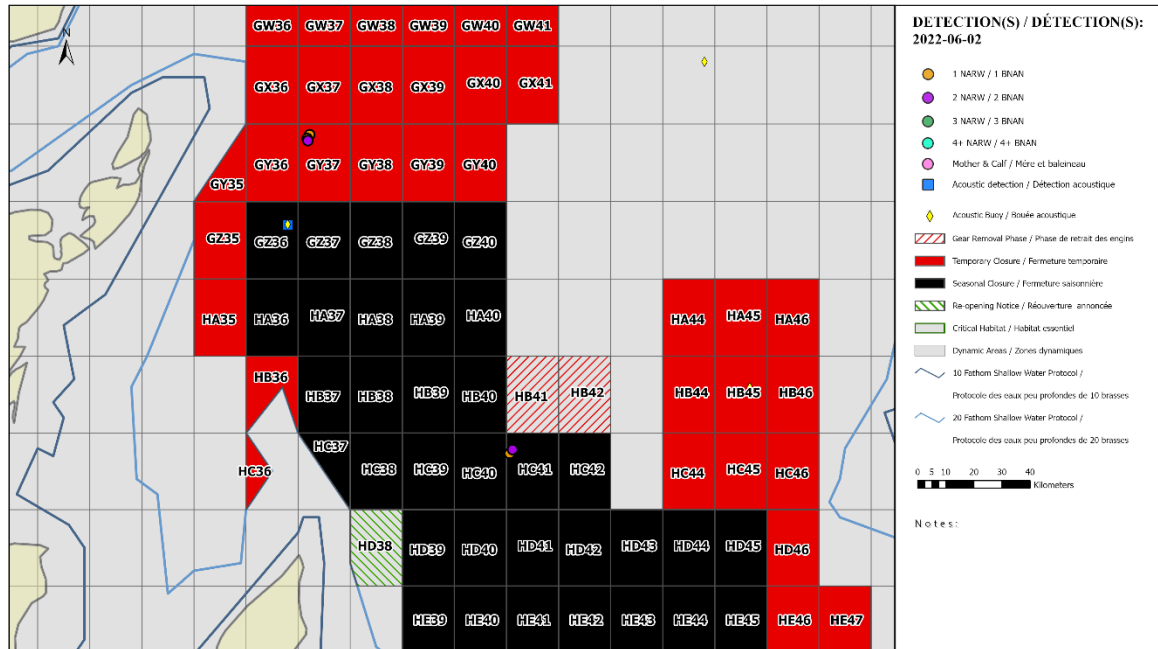 N
GW36 GW37 GW38 GW39 GW40 GW41
GX36 GX37 GX38 GX39 GX40 GX41
GY35 GY36 GY37 GY38 GY39 GY40
GZ35 GZ36 GZ37 GZ38 GZ39 GZ40
HA35 HA36 HA37 HA38 HA39 HA40 HA44 HA45 HA46
HB36 HB37 HB38 HB39 HB40 HB41 HB42 HB44 HB45 HB46
HC36 HC37 HC38 HC39 HC40 HC41 HC42 HC44 HC45 HC46
HD38 HD39 HD40 HD41 HD42 HD43 HD44 HD45 HD46
HE39 HE40 HE41 HE42 HE43 HE44 HE45 HE46 HE47
DETECTION(S) / DÉTECTION(S):
2022-06-02
1 NARW / 1 BNAN
2 NARW / 2 BNAN
3 NARW / 3 BNAN
4+ NARW / 4+ BNAN
Mother & Calf / Mère et baleineau
Acoustic detection / Détection acoustique
Acoustic Buoy / Bouée acoustique
Gear Removal Phase / Phase de retrait des engins
Temporary Closure / Fermeture temporaire
Seasonal Closure / Fermeture saisonnière
Re-opening Notice / Réouverture annoncée
Critical Habitat / Habitat essentiel
Dynamic Areas / Zones dynamiques
10 Fathom Shallow Water Protocol /
Protocole des eaux peu profondes de 10 brasses
20 Fathom Shallow Water Protocol /
Protocole des eaux peu profondes de 20 brasses
0 5 10 20 30 40
Kilometers
Notes: